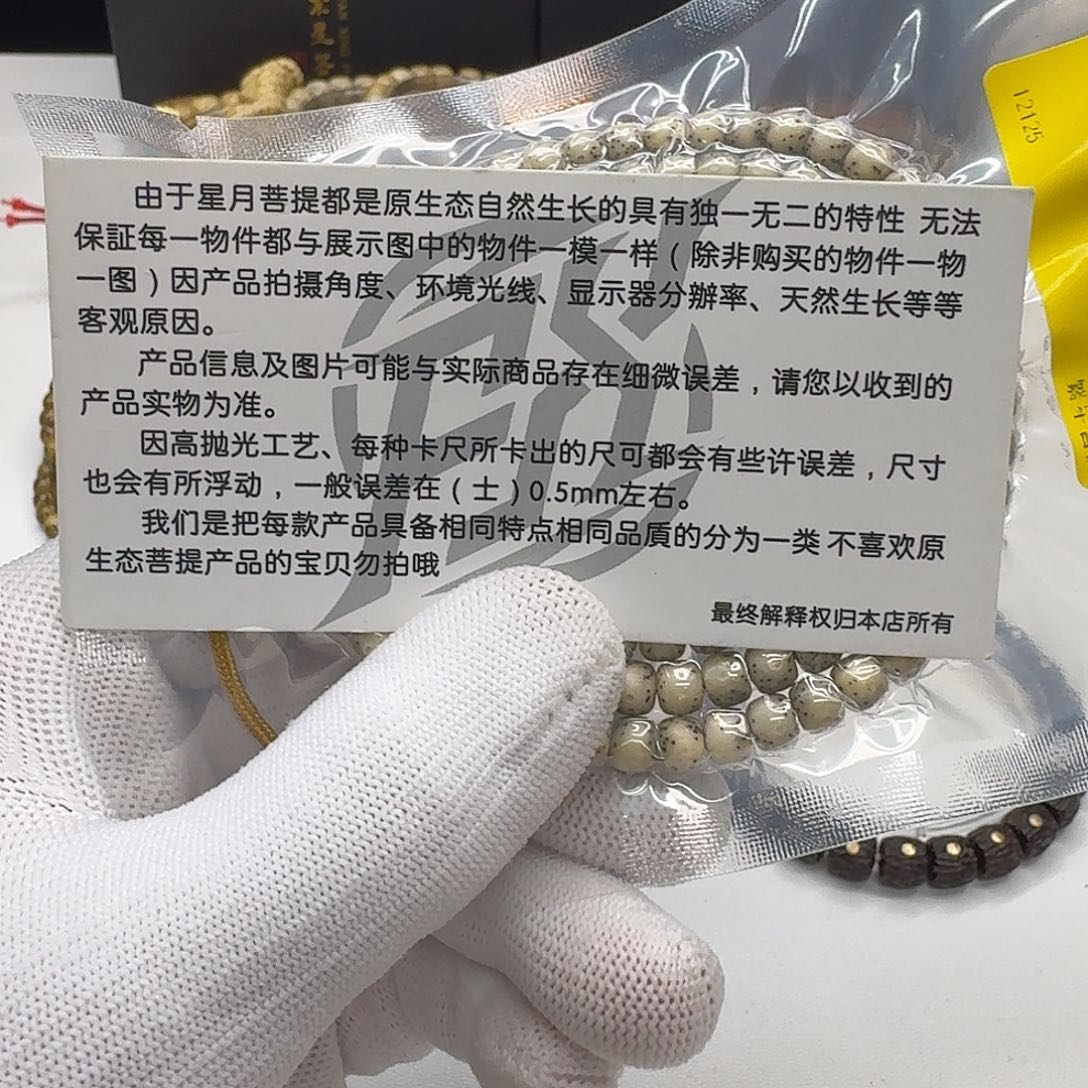 12125
由于星月菩提都是原生态自然生长的具有独一无二的特性 无法
保証每一物件都与展示图中的物件一模一样（除非购买的物件一物
一图）因产品拍摄角度、环境光线、显示器分辦率、天然生长等等
客观原因。
产品信息及图片可能与实际商品存在细微误差，请您以收到的
产品实物为准。
因高抛光工艺、每种卡尺所卡出的尺可都会有些许误差，尺寸
也会有所浮动，一般误差在（士）0.5mm左右。
我们是把每款产品具备相同特点相同品质的分为一类 不喜欢原
生态菩提产品的宝贝勿拍哦
最终解释权归本店所有